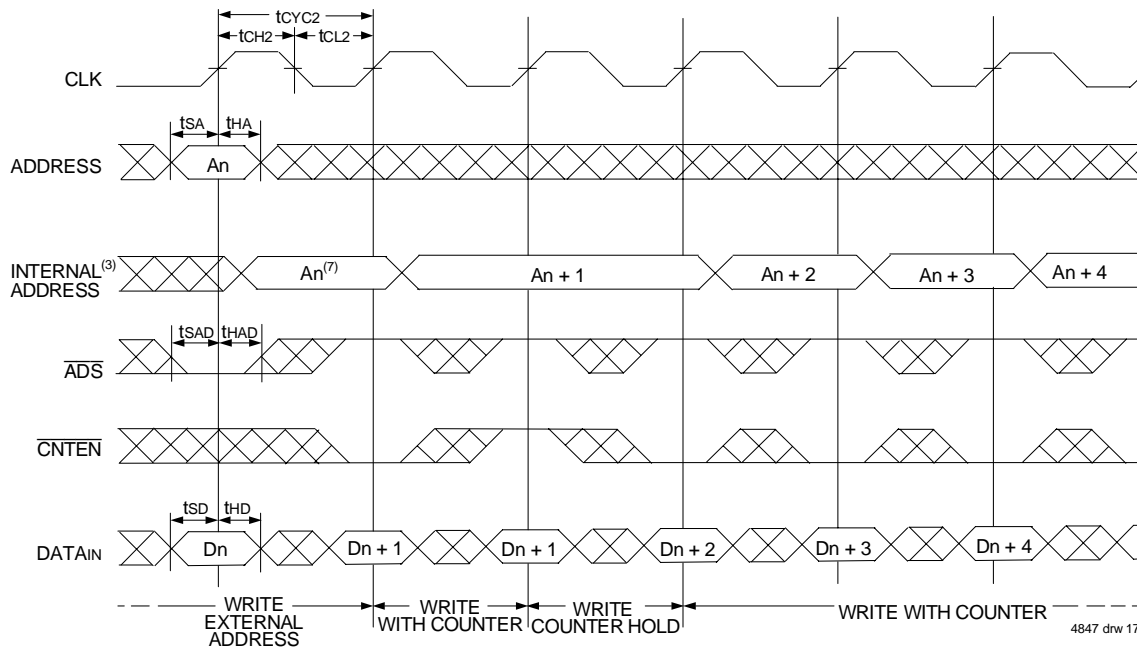 tCYC2
tCH2 tCL2
CLK
tSA tHA
ADDRESS An
INTERNAL(3)
ADDRESS
An(7) An + 1 An + 2 An + 3 An + 4
tSAD tHAD
ADS
CNTEN
tSD tHD
DATAIN Dn Dn + 1 Dn + 1 Dn + 2 Dn + 3 Dn + 4
WRITE
EXTERNAL
ADDRESS
WRITE
WITH COUNTER
WRITE
COUNTER HOLD
WRITE WITH COUNTER
4847 drw 17